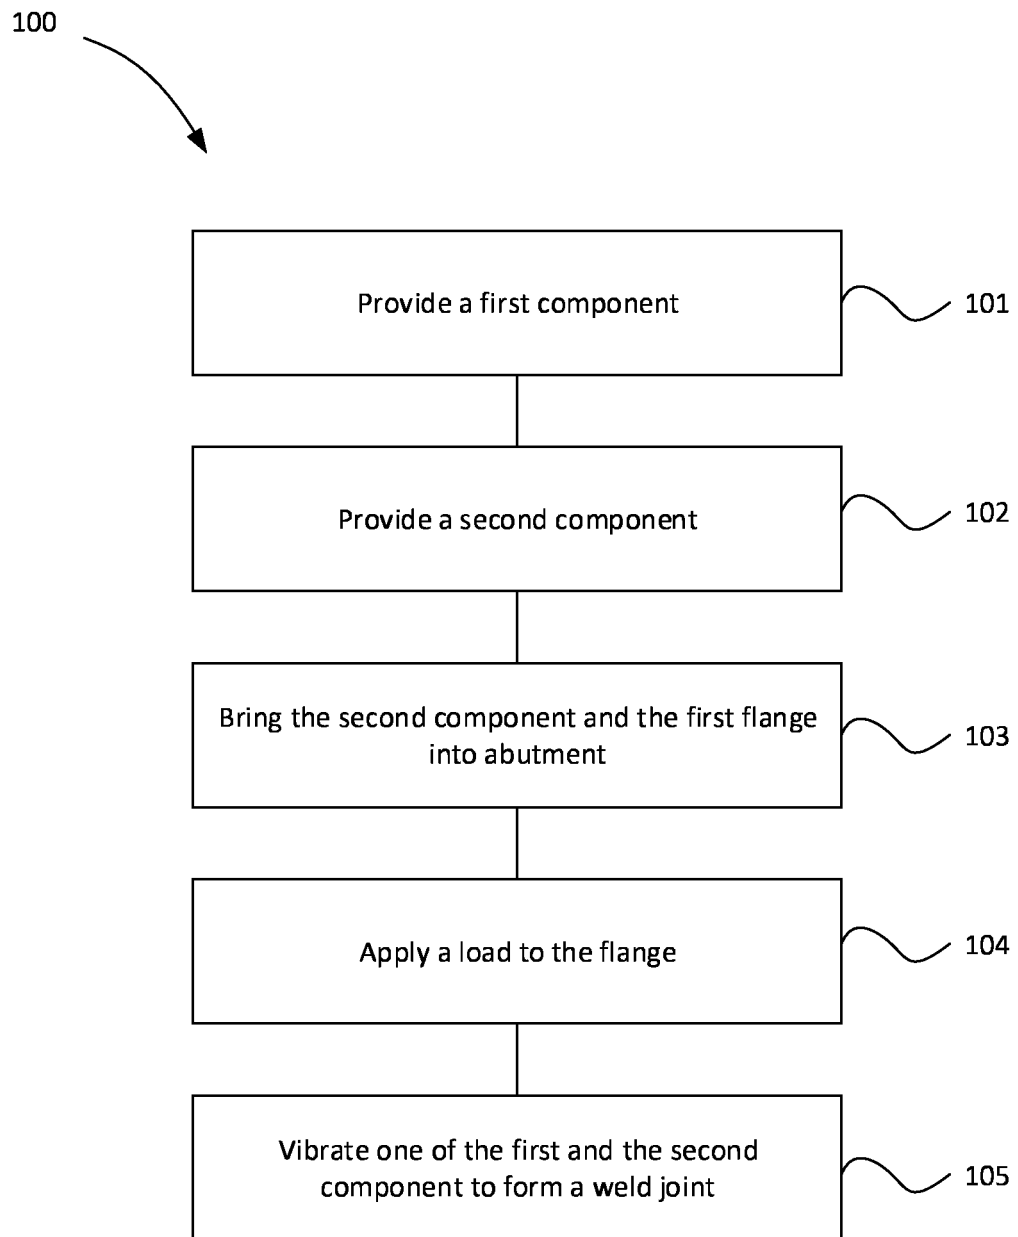 100
Provide a first component
101
Provide a second component
102
Bring the second component and the first flange
into abutment
103
Apply a load to the flange
104
Vibrate one of the first and the second
component to form a weld joint
105